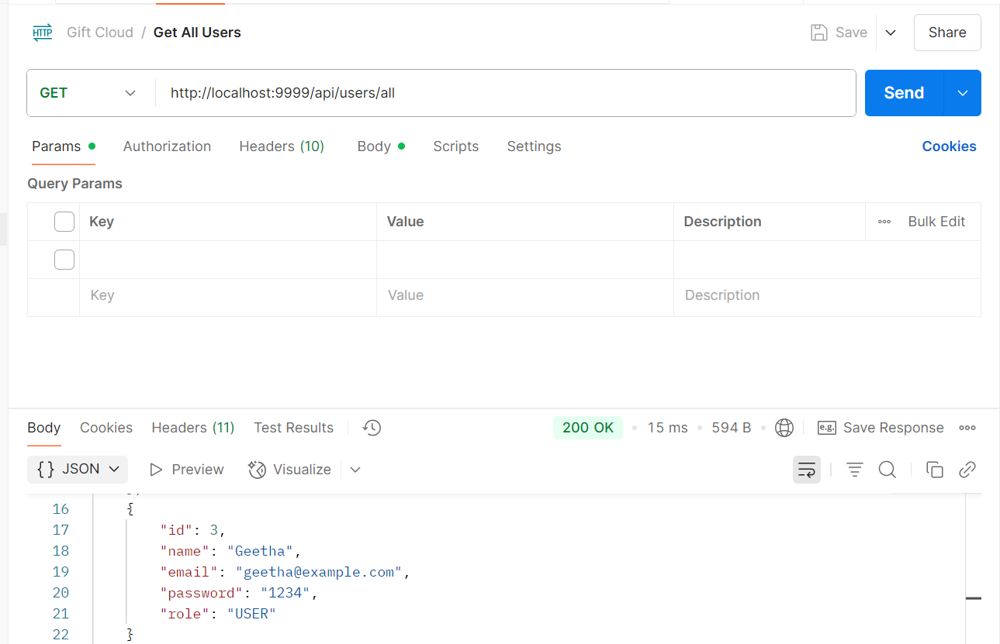 HTTP Gift Cloud / Get All Users Save Share
GET http://localhost:9999/api/users/all Send
Params Authorization Headers (10) Body Scripts Settings Cookies
Query Params
Key Value Description Bulk Edit
Key Value Description
Body Cookies Headers (11) Test Results 200 OK • 15 ms • 594 B • e.g. Save Response
{} JSON Preview Visualize
16 {
17 "id": 3,
18 "name": "Geetha",
19 "email": "geetha@example.com",
20 "password": "1234",
21 "role": "USER"
22 }